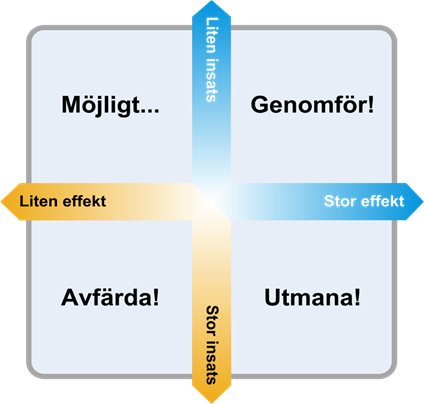 Liten insats
Möjligt...
Genomför!
Liten effekt
Stor effekt
Avfärda!
Utmana!
Stor insats